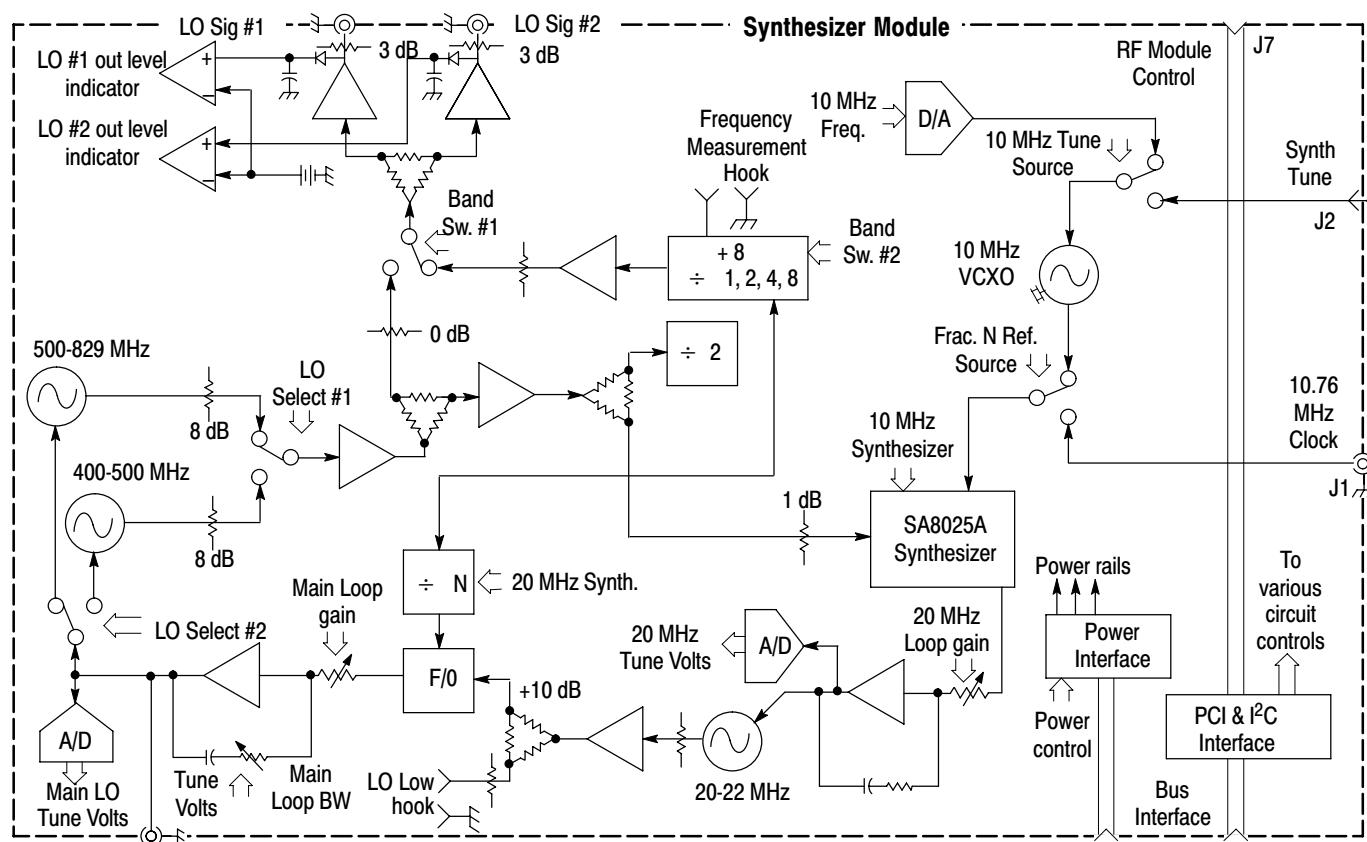 LO Sig #1
LO Sig #2
Synthesizer Module
3 dB
3 dB
J7
LO #1 out level
indicator
+
−
LO #2 out level
indicator
+
−
RF Module
Control
10 MHz
Freq.
D/A
Frequency
Measurement
Hook
10 MHz Tune
Source
Synth
Tune
J2
Band
Sw. #1
Band
Sw. #2
+ 8
÷ 1, 2, 4, 8
10 MHz
VCXO
0 dB
÷ 2
Frac. N Ref.
Source
500-829 MHz
LO
Select #1
8 dB
10.76
MHz
Clock
J1
400-500 MHz
8 dB
10 MHz
Synthesizer
1 dB
SA8025A
Synthesizer
÷ N
20 MHz Synth.
Main Loop
gain
LO Select #2
F/0
+10 dB
20 MHz
Tune Volts
A/D
20 MHz
Loop gain
Power rails
Power
Interface
To
various
circuit
controls
A/D
Main LO
Tune Volts
Tune
Volts
Main
Loop BW
LO Low
hook
20-22 MHz
Power
control
PCI & I²C
Interface
Bus
Interface